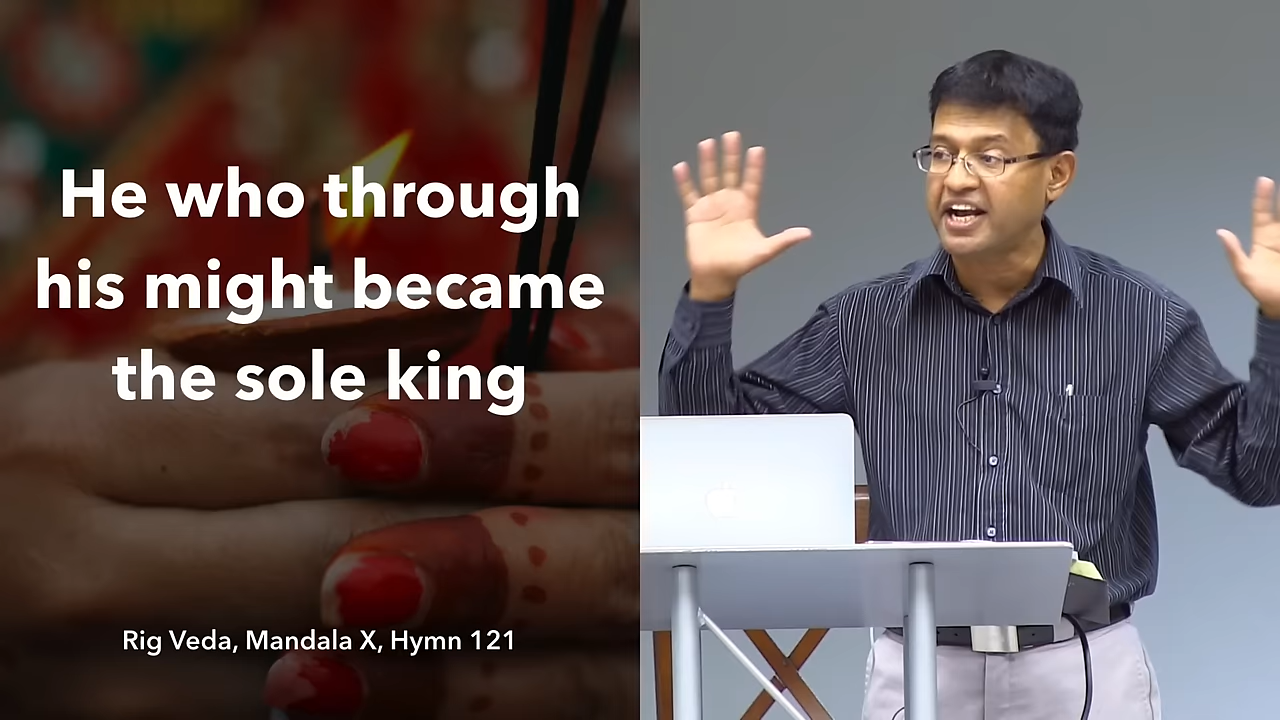 He who through
his might became
the sole king
Rig Veda, Mandala X, Hymn 121